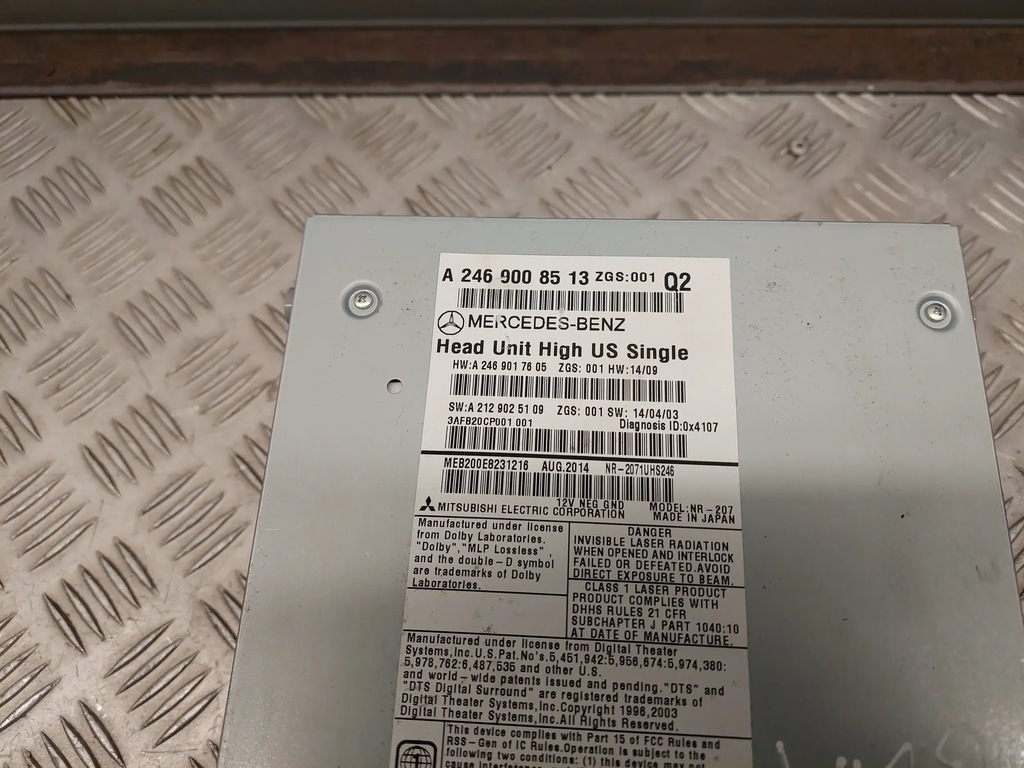 A 246 900 85 13 ZGS:001 Q2
MERCEDES-BENZ
Head Unit High US Single
HW:A 246 901 76 05 ZGS: 001 HW:14/09
SW:A 212 902 51 09 ZGS: 001 SW: 14/04/03
3AFB20CP001 001 Diagnosis ID:0x4107
MEB200E8231216 AUG.2014 NR-2071UHS246
12V NEG GND MODEL:NR-207
MITSUBISHI ELECTRIC CORPORATION MADE IN JAPAN
Manufactured under license
from Dolby Laboratories.
"Dolby","MLP Lossless",
and the double-D symbol
are trademarks of Dolby
Laboratories.
DANGER
INVISIBLE LASER RADIATION
WHEN OPENED AND INTERLOCK
FAILED OR DEFEATED.AVOID
DIRECT EXPOSURE TO BEAM.
CLASS 1 LASER PRODUCT
PRODUCT COMPLIES WITH
DHHS RULES 21 CFR
SUBCHAPTER J PART 1040:10
AT DATE OF MANUFACTURE.
Manufactured under license from Digital Theater
Systems,Inc.U.S.Pat.No's.5,451,942:5,956,674:5,974,380:
5,978,762:6,487,535 and other U.S.
and world-wide patents issued and pending."DTS" and
"DTS Digital Surround" are registered trademarks of
Digital Theater Systems,Inc.Copyright 1996,2003
Digital Theater Systems,Inc.All Rights Reserved.
This device complies with Part 15 of FCC Rules and
RSS-Gen of IC Rules.Operation is subject to the
following two conditions: (1) this device may not
cause interference